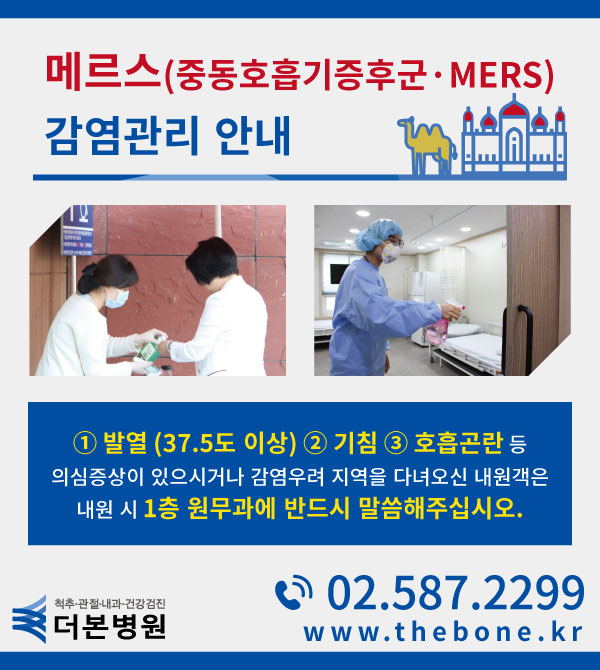 메르스(중동호흡기증후군·MERS)
감염관리 안내
① 발열 (37.5도 이상) ② 기침 ③ 호흡곤란 등
의심증상이 있으시거나 감염우려 지역을 다녀오신 내원객은
내원 시 1층 원무과에 반드시 말씀해주십시오.
척추·관절·내과·건강검진
더본병원
02.587.2299
www.thebone.kr